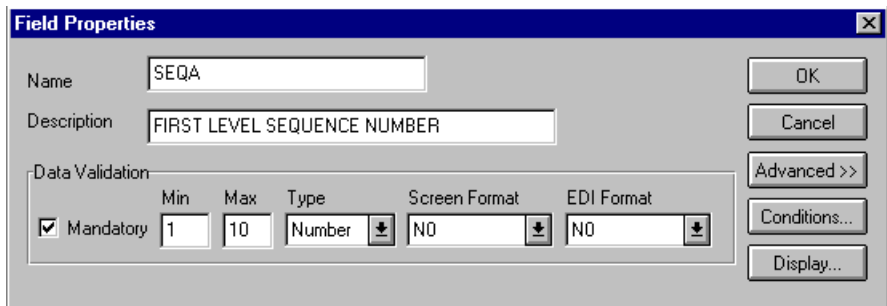 Field Properties
Name SEQA OK
Description FIRST LEVEL SEQUENCE NUMBER Cancel
Data Validation Advanced >>
Min Max Type Screen Format EDI Format
Mandatory 1 10 Number N0 N0 Conditions...
Display...